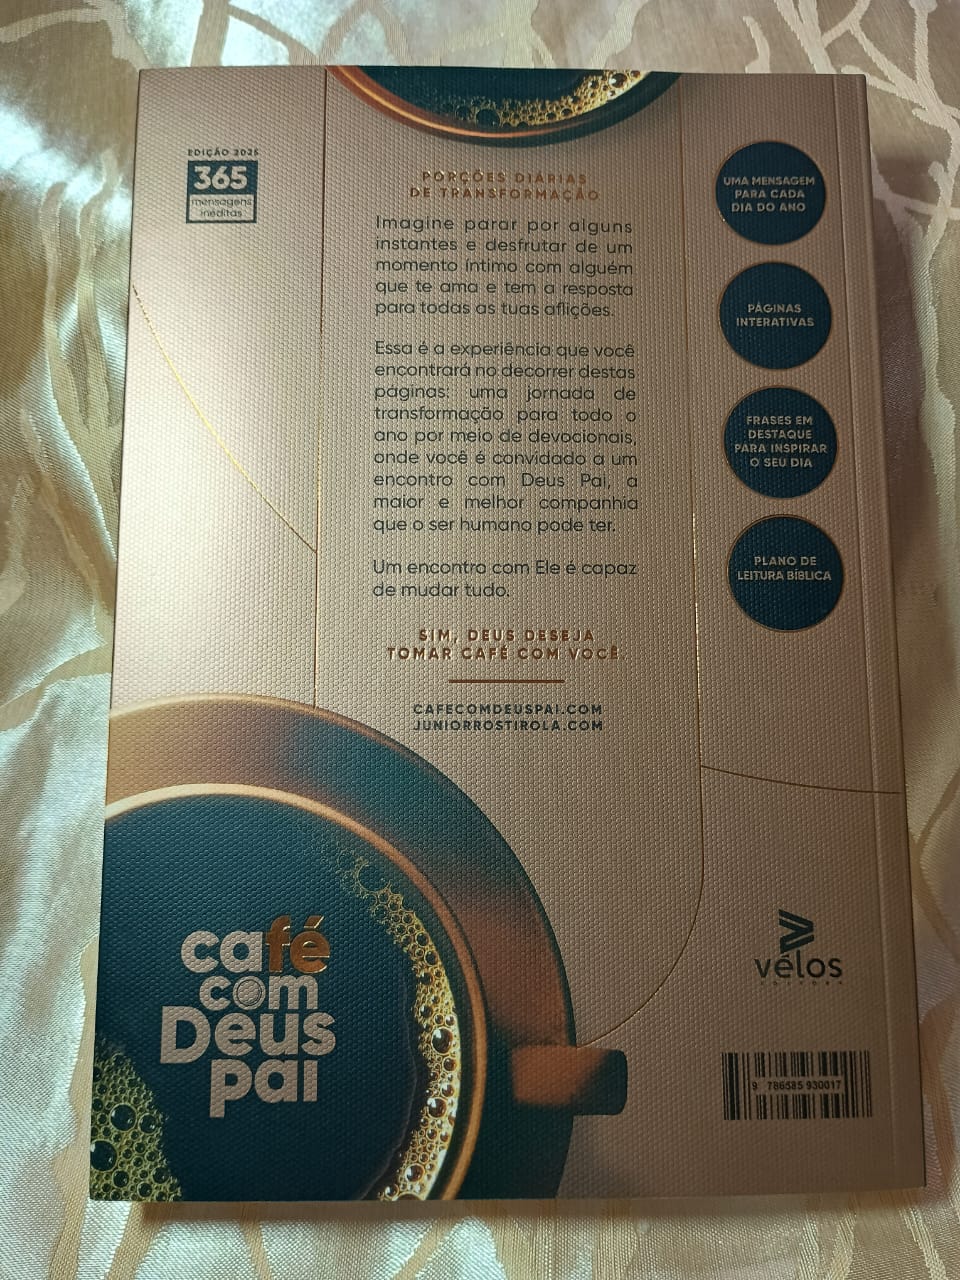 EDIÇÃO 2025
365
mensagens
inéditas
PORÇÕES DIÁRIAS
DE TRANSFORMAÇÃO
Imagine parar por alguns
instantes e desfrutar de um
momento íntimo com alguém
que te ama e tem a resposta
para todas as tuas aflições.
Essa é a experiência que você
encontrará no decorrer destas
páginas: uma jornada de
transformação para todo o
ano por meio de devocionais,
onde você é convidado a um
encontro com Deus Pai, a
maior e melhor companhia
que o ser humano pode ter.
Um encontro com Ele é capaz
de mudar tudo.
SIM, DEUS DESEJA
TOMAR CAFÉ COM VOCÊ.
CAFECOMDEUSPAI.COM
JUNIORROSTIROLA.COM
UMA MENSAGEM
PARA CADA
DIA DO ANO
PÁGINAS
INTERATIVAS
FRASES EM
DESTAQUE
PARA INSPIRAR
O SEU DIA
PLANO DE
LEITURA BÍBLICA
café
com
Deus
pai
vélos
EDITORA
9 786585 930017